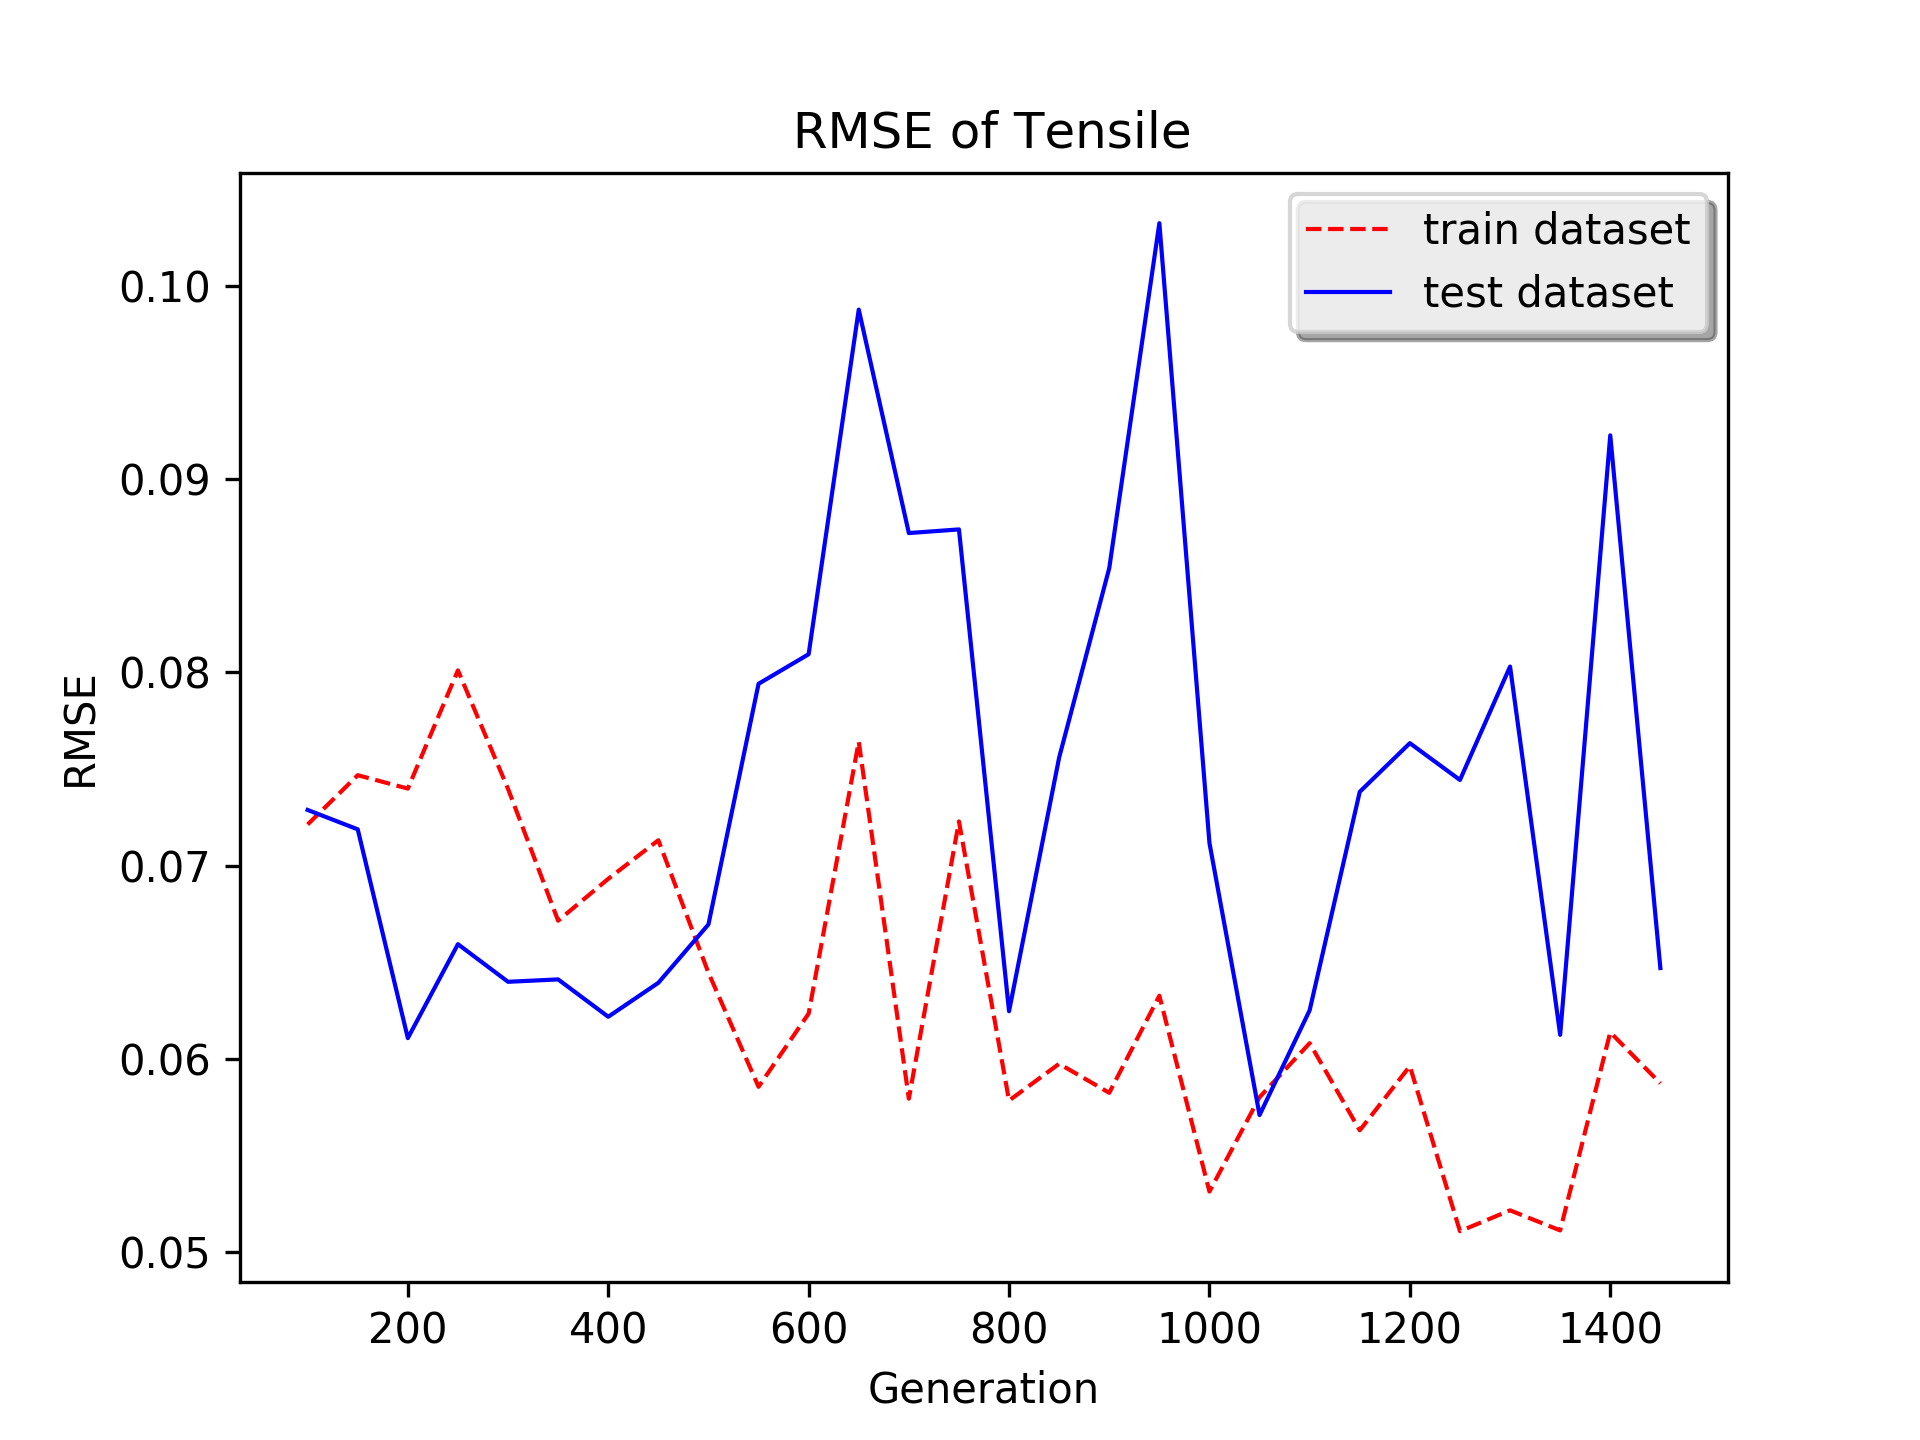 RMSE of Tensile
train dataset
test dataset
0.10
0.09
0.08
0.07
0.06
0.05
RMSE
200 400 600 800 1000 1200 1400
Generation